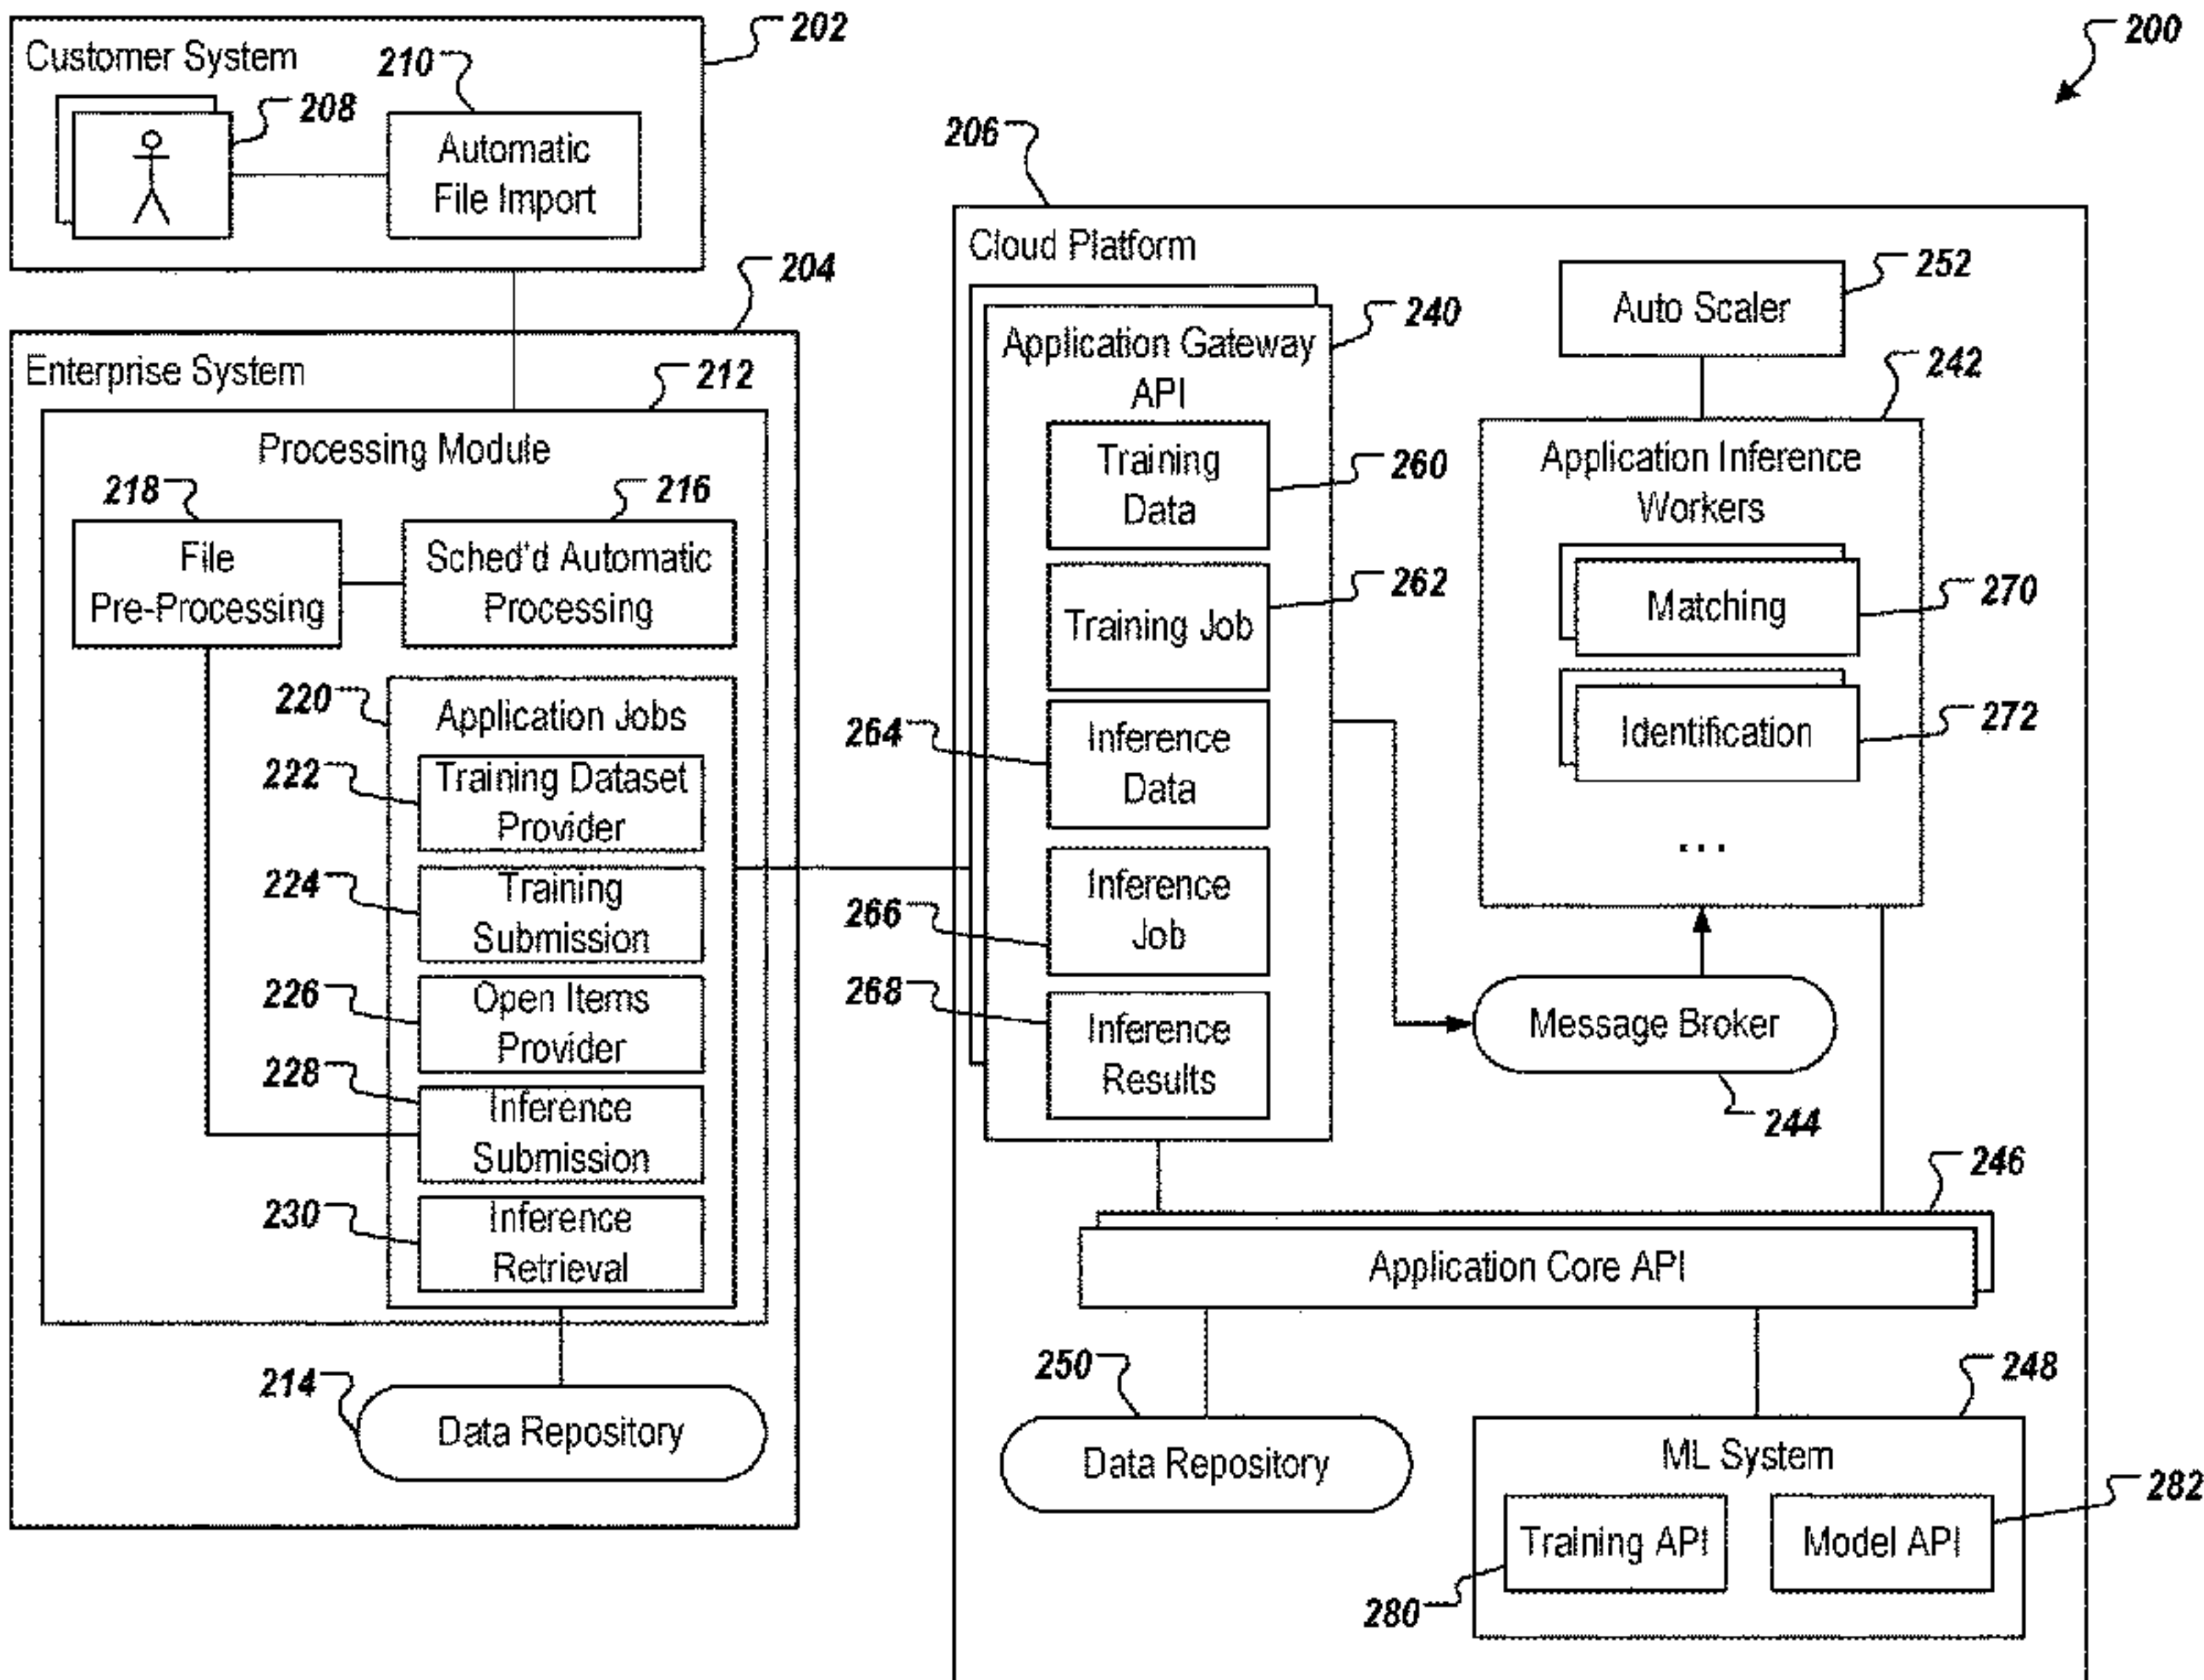 202
200
Customer System
210
208
Automatic
File Import
204
Enterprise System
212
Processing Module
218
216
File
Pre-Processing
Sched'd Automatic
Processing
220
Application Jobs
222
Training Dataset
Provider
224
Training
Submission
226
Open Items
Provider
228
Inference
Submission
230
Inference
Retrieval
214
Data Repository
206
Cloud Platform
240
Application Gateway
API
Training
Data
260
Training Job
262
264
Inference
Data
266
Inference
Job
268
Inference
Results
252
Auto Scaler
242
Application Inference
Workers
Matching
270
Identification
272
...
Message Broker
244
246
Application Core API
250
Data Repository
248
ML System
Training API
Model API
282
280